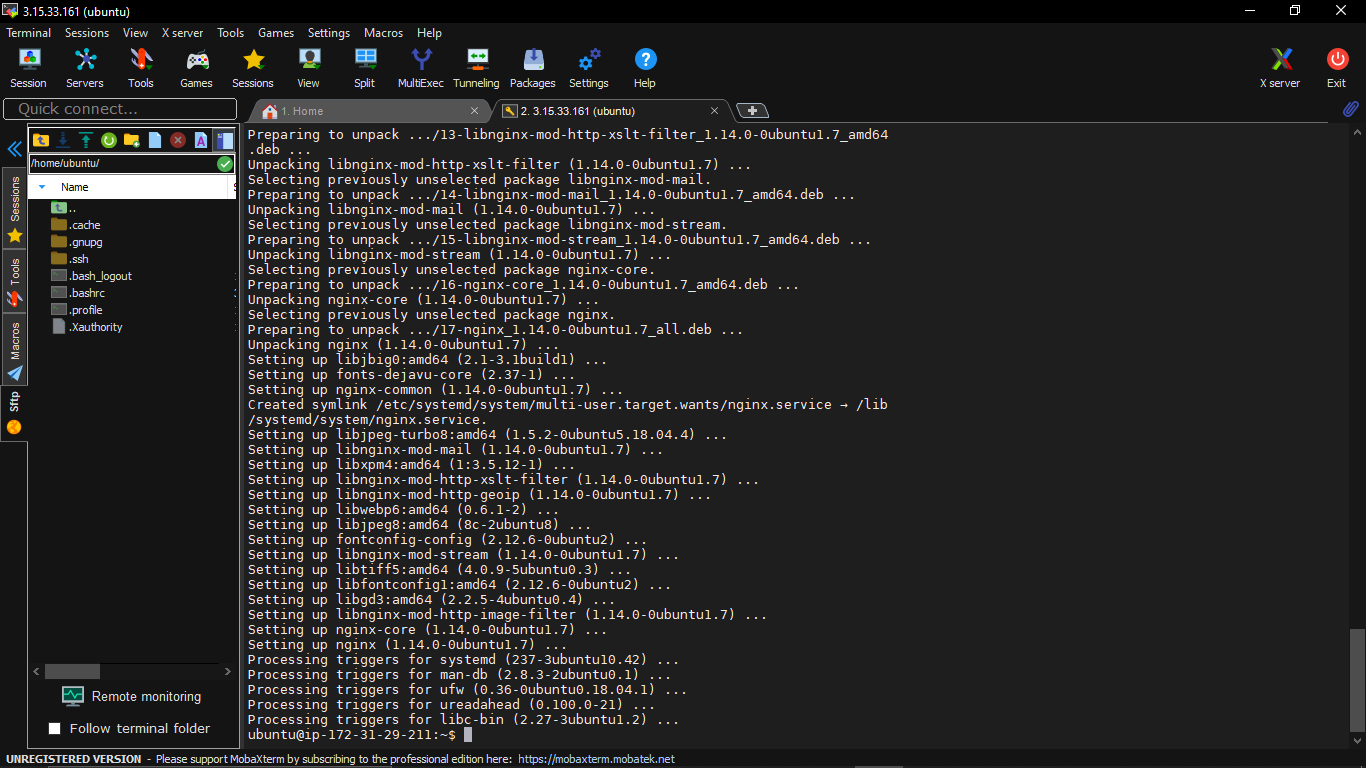 3.15.33.161 (ubuntu)
Terminal Sessions View X server Tools Games Settings Macros Help
Session Servers Tools Games Sessions View Split MultiExec Tunneling Packages Settings Help X server Exit
Quick connect...
1. Home
2. 3.15.33.161 (ubuntu)
/home/ubuntu/
Name
..
.cache
.gnupg
.ssh
.bash_logout
.bashrc
.profile
.Xauthority
Sessions
Tools
Macros
Sftp
Remote monitoring
Follow terminal folder
Preparing to unpack .../13-libnginx-mod-http-xslt-filter_1.14.0-0ubuntu1.7_amd64
.deb ...
Unpacking libnginx-mod-http-xslt-filter (1.14.0-0ubuntu1.7) ...
Selecting previously unselected package libnginx-mod-mail.
Preparing to unpack .../14-libnginx-mod-mail_1.14.0-0ubuntu1.7_amd64.deb ...
Unpacking libnginx-mod-mail (1.14.0-0ubuntu1.7) ...
Selecting previously unselected package libnginx-mod-stream.
Preparing to unpack .../15-libnginx-mod-stream_1.14.0-0ubuntu1.7_amd64.deb ...
Unpacking libnginx-mod-stream (1.14.0-0ubuntu1.7) ...
Selecting previously unselected package nginx-core.
Preparing to unpack .../16-nginx-core_1.14.0-0ubuntu1.7_amd64.deb ...
Unpacking nginx-core (1.14.0-0ubuntu1.7) ...
Selecting previously unselected package nginx.
Preparing to unpack .../17-nginx_1.14.0-0ubuntu1.7_all.deb ...
Unpacking nginx (1.14.0-0ubuntu1.7) ...
Setting up libjbig0:amd64 (2.1-3.1build1) ...
Setting up fonts-dejavu-core (2.37-1) ...
Setting up nginx-common (1.14.0-0ubuntu1.7) ...
Created symlink /etc/systemd/system/multi-user.target.wants/nginx.service → /lib
/systemd/system/nginx.service.
Setting up libjpeg-turbo8:amd64 (1.5.2-0ubuntu5.18.04.4) ...
Setting up libnginx-mod-mail (1.14.0-0ubuntu1.7) ...
Setting up libxpm4:amd64 (1:3.5.12-1) ...
Setting up libnginx-mod-http-xslt-filter (1.14.0-0ubuntu1.7) ...
Setting up libnginx-mod-http-geoip (1.14.0-0ubuntu1.7) ...
Setting up libwebp6:amd64 (0.6.1-2) ...
Setting up libjpeg8:amd64 (8c-2ubuntu8) ...
Setting up fontconfig-config (2.12.6-0ubuntu2) ...
Setting up libnginx-mod-stream (1.14.0-0ubuntu1.7) ...
Setting up libtiff5:amd64 (4.0.9-5ubuntu0.3) ...
Setting up libfontconfig1:amd64 (2.12.6-0ubuntu2) ...
Setting up libgd3:amd64 (2.2.5-4ubuntu0.4) ...
Setting up libnginx-mod-http-image-filter (1.14.0-0ubuntu1.7) ...
Setting up nginx-core (1.14.0-0ubuntu1.7) ...
Setting up nginx (1.14.0-0ubuntu1.7) ...
Processing triggers for systemd (237-3ubuntu10.42) ...
Processing triggers for man-db (2.8.3-2ubuntu0.1) ...
Processing triggers for ufw (0.36-0ubuntu0.18.04.1) ...
Processing triggers for ureadahead (0.100.0-21) ...
Processing triggers for libc-bin (2.27-3ubuntu1.2) ...
ubuntu@ip-172-31-29-211:~$
UNREGISTERED VERSION - Please support MobaXterm by subscribing to the professional edition here: https://mobaxterm.mobatek.net